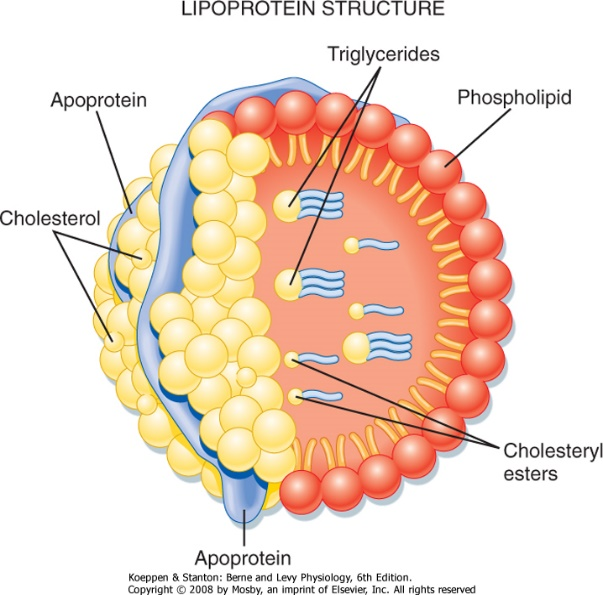 LIPOPROTEIN STRUCTURE
Triglycerides
Apoprotein
Phospholipid
Cholesterol
Cholesteryl
esters
Apoprotein
Koeppen & Stanton: Berne and Levy Physiology, 6th Edition.
Copyright © 2008 by Mosby, an imprint of Elsevier, Inc. All rights reserved